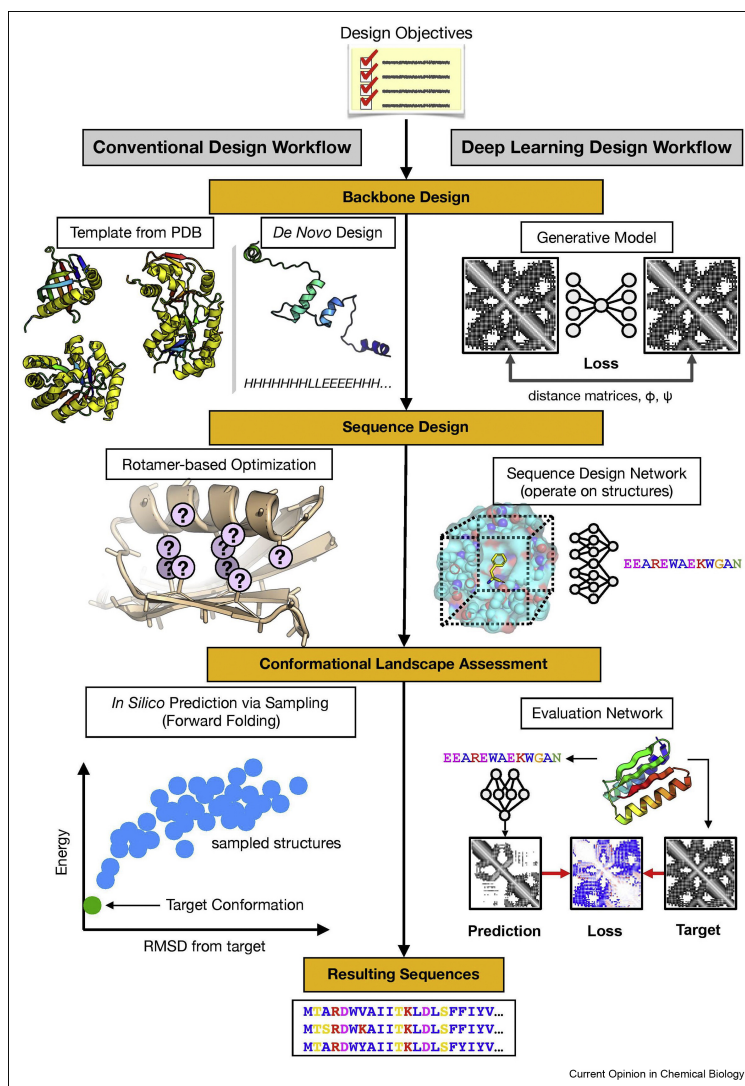 Design Objectives
Conventional Design Workflow
Deep Learning Design Workflow
Backbone Design
Template from PDB
De Novo Design
HHHHHHHLLEEEEHHH...
Generative Model
Loss
distance matrices, ϕ, ψ
Sequence Design
Rotamer-based Optimization
? ? ? ? ? ? ? ? ?
Sequence Design Network
(operate on structures)
EEAREWAEKWGAN
Conformational Landscape Assessment
In Silico Prediction via Sampling
(Forward Folding)
Energy
sampled structures
Target Conformation
RMSD from target
Evaluation Network
EEAREWAEKWGAN
Prediction
Loss
Target
Resulting Sequences
MTARDWVAIITKLDLSFFIYV...
MTSRDWKAIITKLDLSFFIYV...
MTARDWYAIITKLDLSFYIYV...
Current Opinion in Chemical Biology